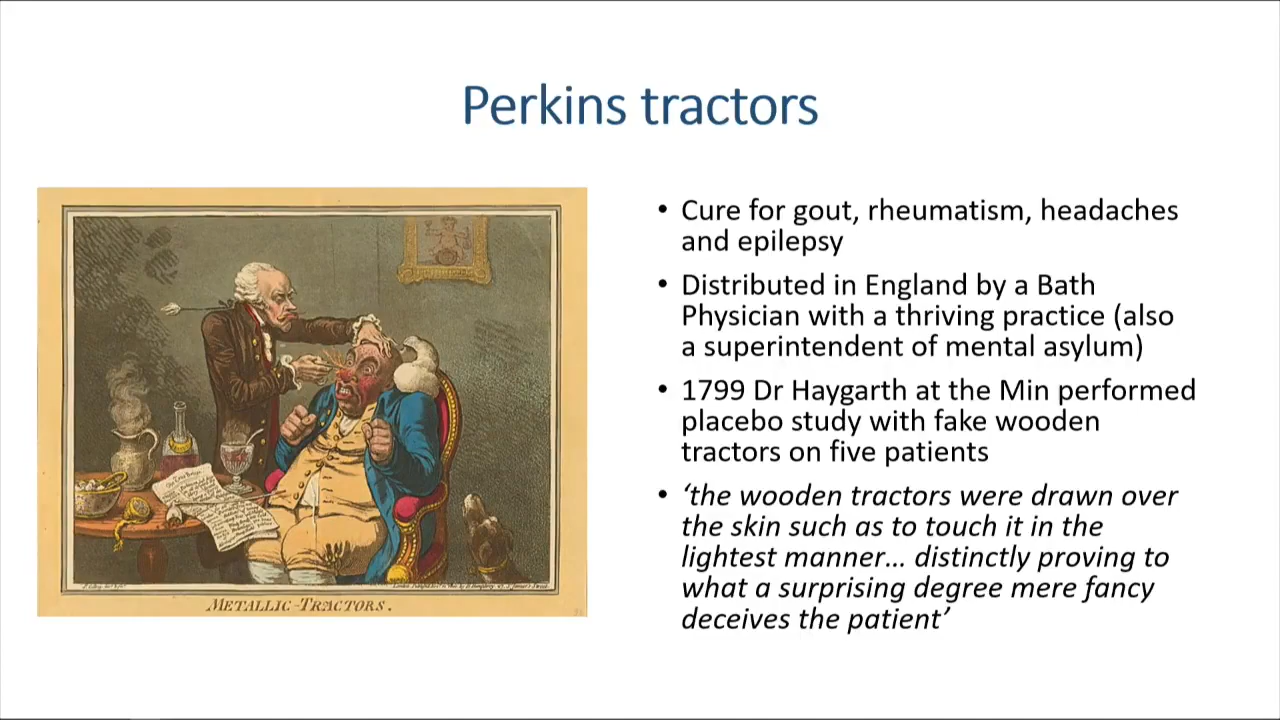 Perkins tractors
• Cure for gout, rheumatism, headaches
and epilepsy
• Distributed in England by a Bath
Physician with a thriving practice (also
a superintendent of mental asylum)
• 1799 Dr Haygarth at the Min performed
placebo study with fake wooden
tractors on five patients
• ‘the wooden tractors were drawn over
the skin such as to touch it in the
lightest manner... distinctly proving to
what a surprising degree mere fancy
deceives the patient’
METALLIC-TRACTORS.